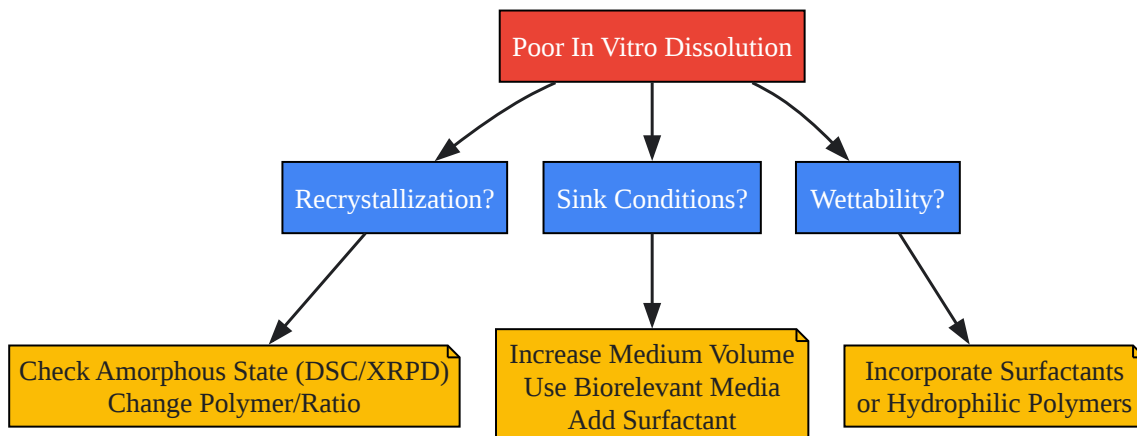 Poor In Vitro Dissolution
Recrystallization?
Sink Conditions?
Wettability?
Check Amorphous State (DSC/XRPD)
Change Polymer/Ratio
Increase Medium Volume
Use Biorelevant Media
Add Surfactant
Incorporate Surfactants
or Hydrophilic Polymers